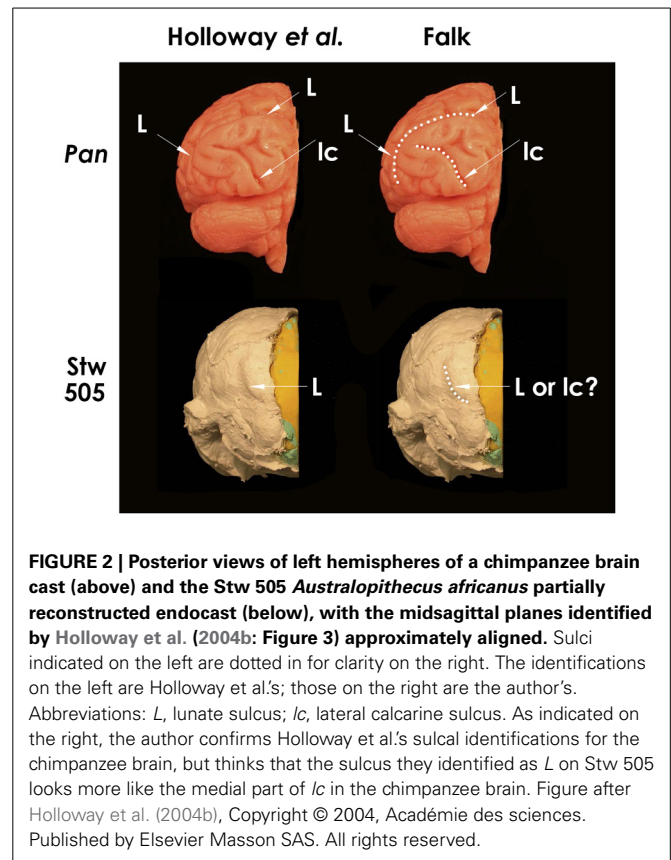 Holloway et al. Falk
L L
L L
Pan lc lc
Stw
505 L L or lc?
FIGURE 2 | Posterior views of left hemispheres of a chimpanzee brain
cast (above) and the Stw 505 Australopithecus africanus partially
reconstructed endocast (below), with the midsagittal planes identified
by Holloway et al. (2004b: Figure 3) approximately aligned. Sulci
indicated on the left are dotted in for clarity on the right. The identifications
on the left are Holloway et al.'s; those on the right are the author's.
Abbreviations: L, lunate sulcus; lc, lateral calcarine sulcus. As indicated on
the right, the author confirms Holloway et al.'s sulcal identifications for the
chimpanzee brain, but thinks that the sulcus they identified as L on Stw 505
looks more like the medial part of lc in the chimpanzee brain. Figure after
Holloway et al. (2004b), Copyright © 2004, Académie des sciences.
Published by Elsevier Masson SAS. All rights reserved.